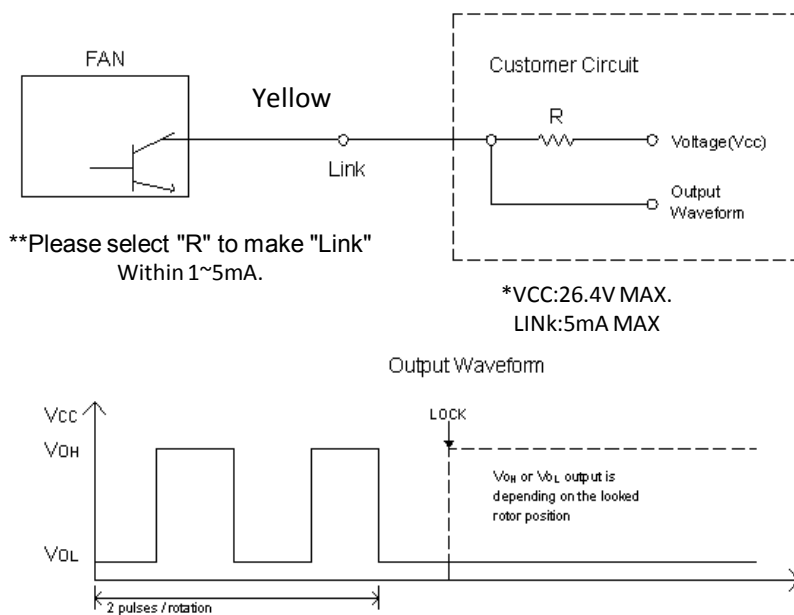 FAN
Yellow
Link
Customer Circuit
R
Voltage(Vcc)
Output
Waveform
**Please select "R" to make "Link"
Within 1~5mA.
*VCC:26.4V MAX.
LINk:5mA MAX
Output Waveform
Vcc
LOCK
VOH
VOH or VOL output is
depending on the looked
rotor position
VOL
2 pulses / rotation